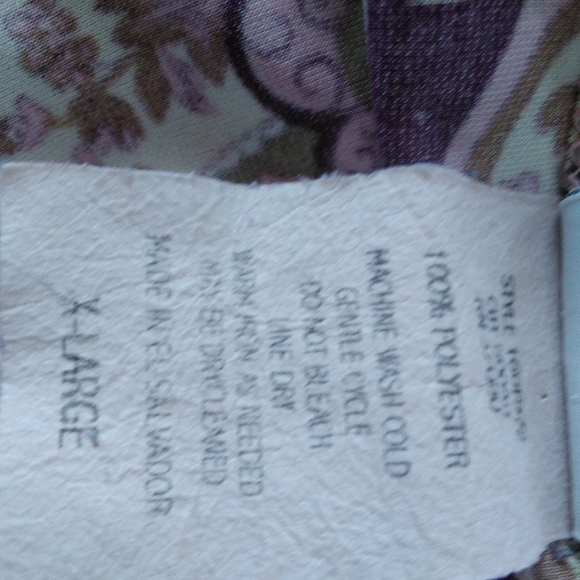 STYLE
100% POLYESTER
MACHINE WASH COLD
GENTLE CYCLE
DO NOT BLEACH
LINE DRY
WARM IRON AS NEEDED
MAY BE DRYCLEANED
MADE IN EL SALVADOR
X-LARGE